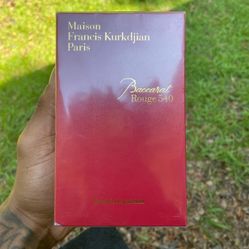 Maison
Francis Kurkdjian
Paris
Baccarat
Rouge 540